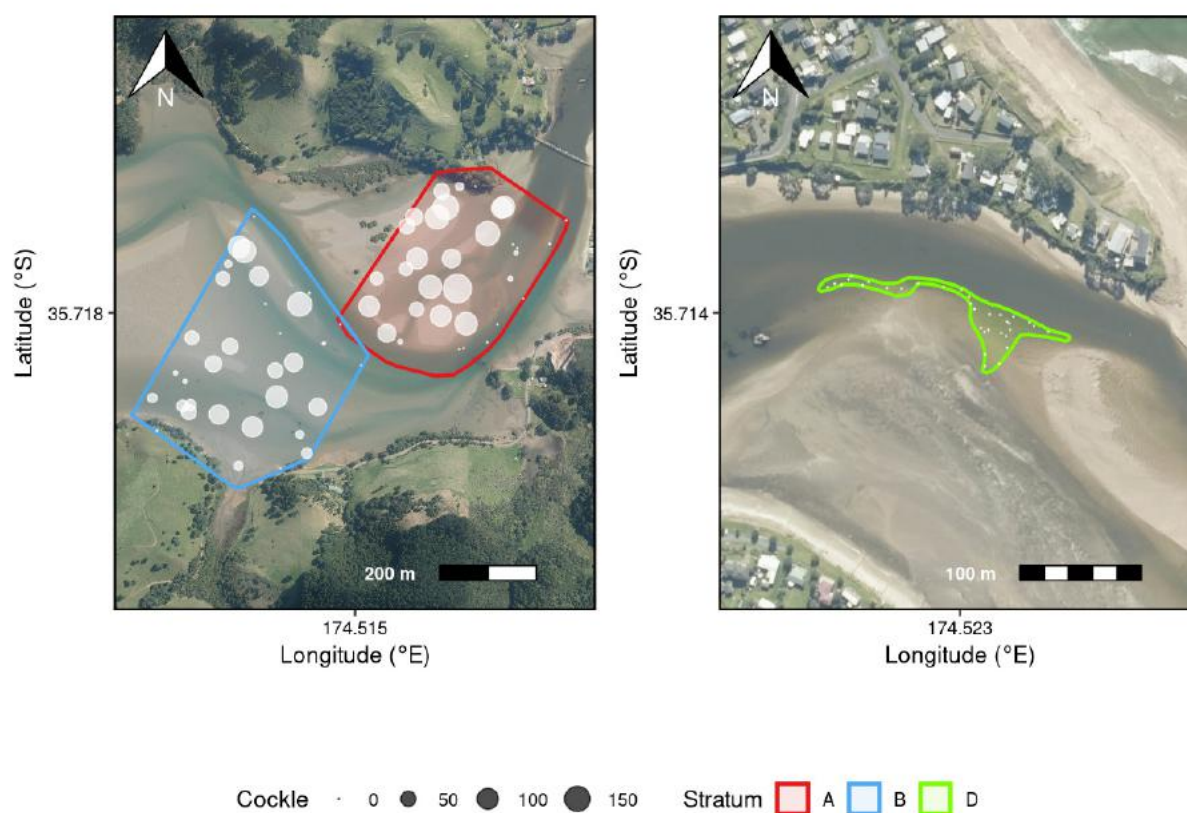 N
N
Latitude (°S)
35.718
200 m
174.515
Longitude (°E)
Latitude (°S)
35.714
100 m
174.523
Longitude (°E)
Cockle 0 50 100 150 Stratum A B D